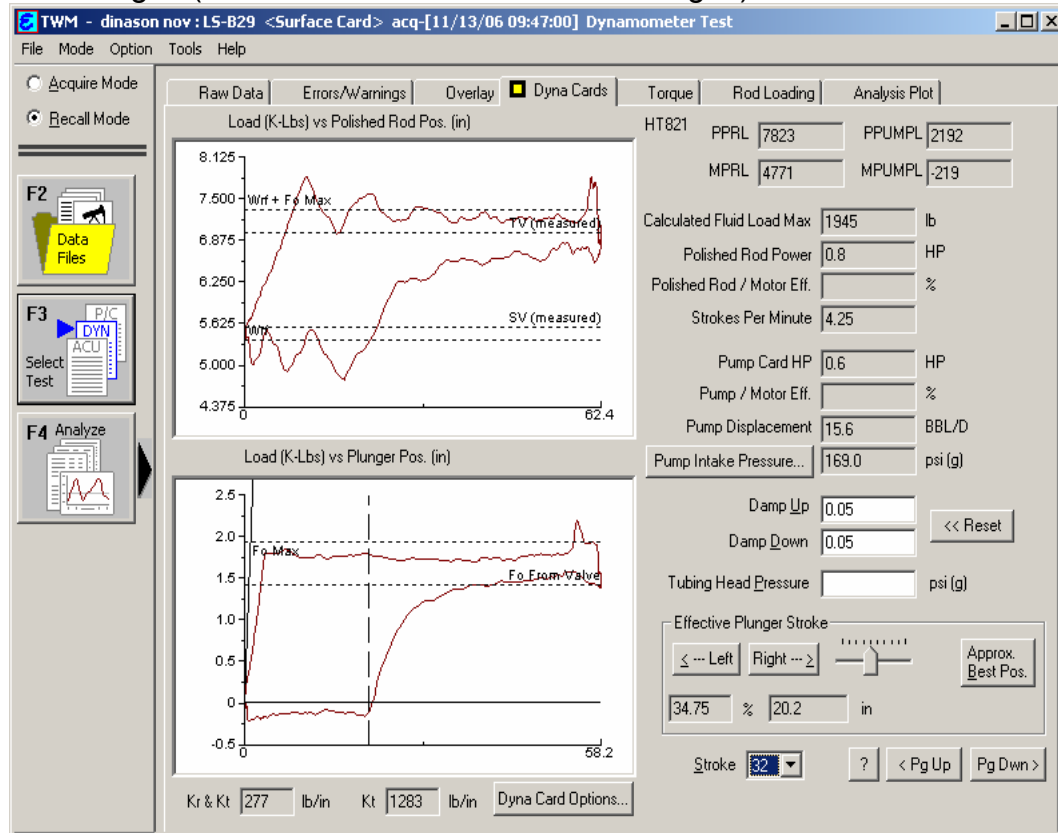 TWM - dinason nov : LS-B29 <Surface Card> acq-[11/13/06 09:47:00] Dynamometer Test
File Mode Option Tools Help
Acquire Mode
Recall Mode
F2
Data
Files
F3
P/C
DYN
ACU
Select
Test
F4 Analyze
Raw Data Errors/Warnings Overlay Dyna Cards Torque Rod Loading Analysis Plot
Load (K-Lbs) vs Polished Rod Pos. (in)
8.125
7.500
6.875
6.250
5.625
5.000
4.375
Wrf + Fo Max
TV (measured)
SV (measured)
Wrf
0 62.4
Load (K-Lbs) vs Plunger Pos. (in)
2.5
2.0
1.5
1.0
0.5
0
-0.5
Fo Max
Fo From Valve
0 58.2
Kr & Kt 277 lb/in Kt 1283 lb/in Dyna Card Options...
HT821 PPRL 7823 PPUMPL 2192
MPRL 4771 MPUMPL -219
Calculated Fluid Load Max 1945 lb
Polished Rod Power 0.8 HP
Polished Rod / Motor Eff. %
Strokes Per Minute 4.25
Pump Card HP 0.6 HP
Pump / Motor Eff. %
Pump Displacement 15.6 BBL/D
Pump Intake Pressure... 169.0 psi (g)
Damp Up 0.05
<< Reset
Damp Down 0.05
Tubing Head Pressure psi (g)
Effective Plunger Stroke
< --- Left Right --- >
Approx.
Best Pos.
34.75 % 20.2 in
Stroke 32 ? < Pg Up Pg Dwn >